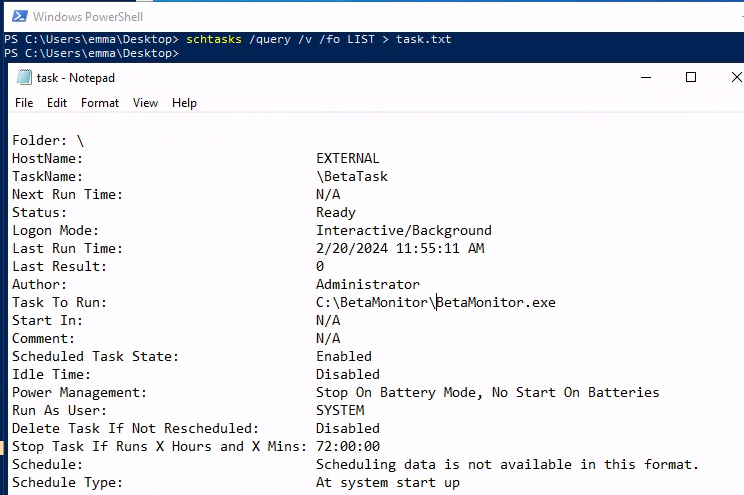 Windows PowerShell
PS C:\Users\emma\Desktop> schtasks /query /v /fo LIST > task.txt
PS C:\Users\emma\Desktop>
task - Notepad
File Edit Format View Help
Folder: \
HostName: EXTERNAL
TaskName: \BetaTask
Next Run Time: N/A
Status: Ready
Logon Mode: Interactive/Background
Last Run Time: 2/20/2024 11:55:11 AM
Last Result: 0
Author: Administrator
Task To Run: C:\BetaMonitor\BetaMonitor.exe
Start In: N/A
Comment: N/A
Scheduled Task State: Enabled
Idle Time: Disabled
Power Management: Stop On Battery Mode, No Start On Batteries
Run As User: SYSTEM
Delete Task If Not Rescheduled: Disabled
Stop Task If Runs X Hours and X Mins: 72:00:00
Schedule: Scheduling data is not available in this format.
Schedule Type: At system start up